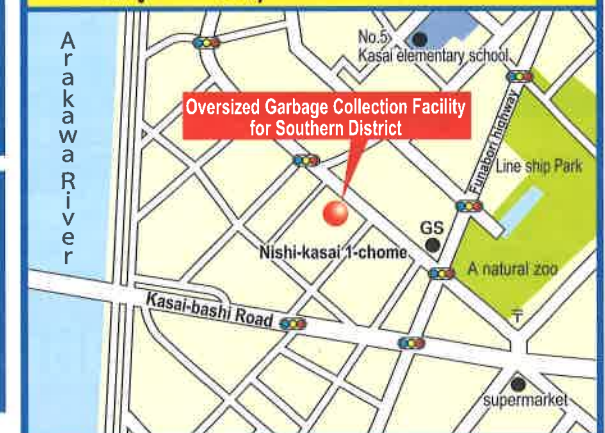 No.5
Kasai elementary school
Arakawa River
Oversized Garbage Collection Facility
for Southern District
Funabori highway
Line ship Park
GS
Nishi-kasai 1-chome
A natural zoo
Kasai-bashi Road
〒
supermarket